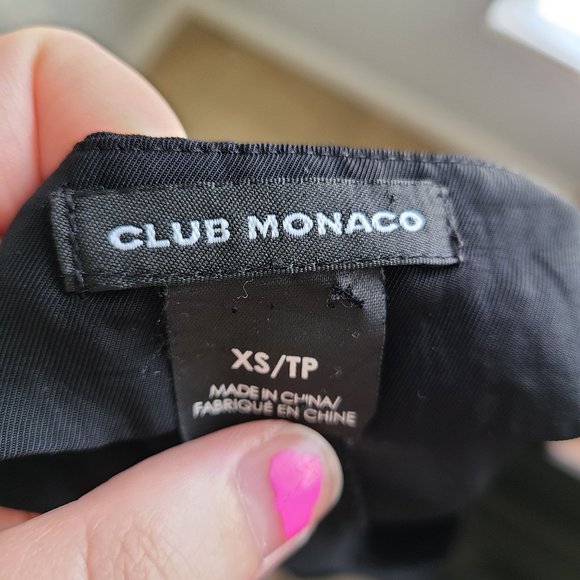 CLUB MONACO
XS/TP
MADE IN CHINA/
FABRIQUÉ EN CHINE